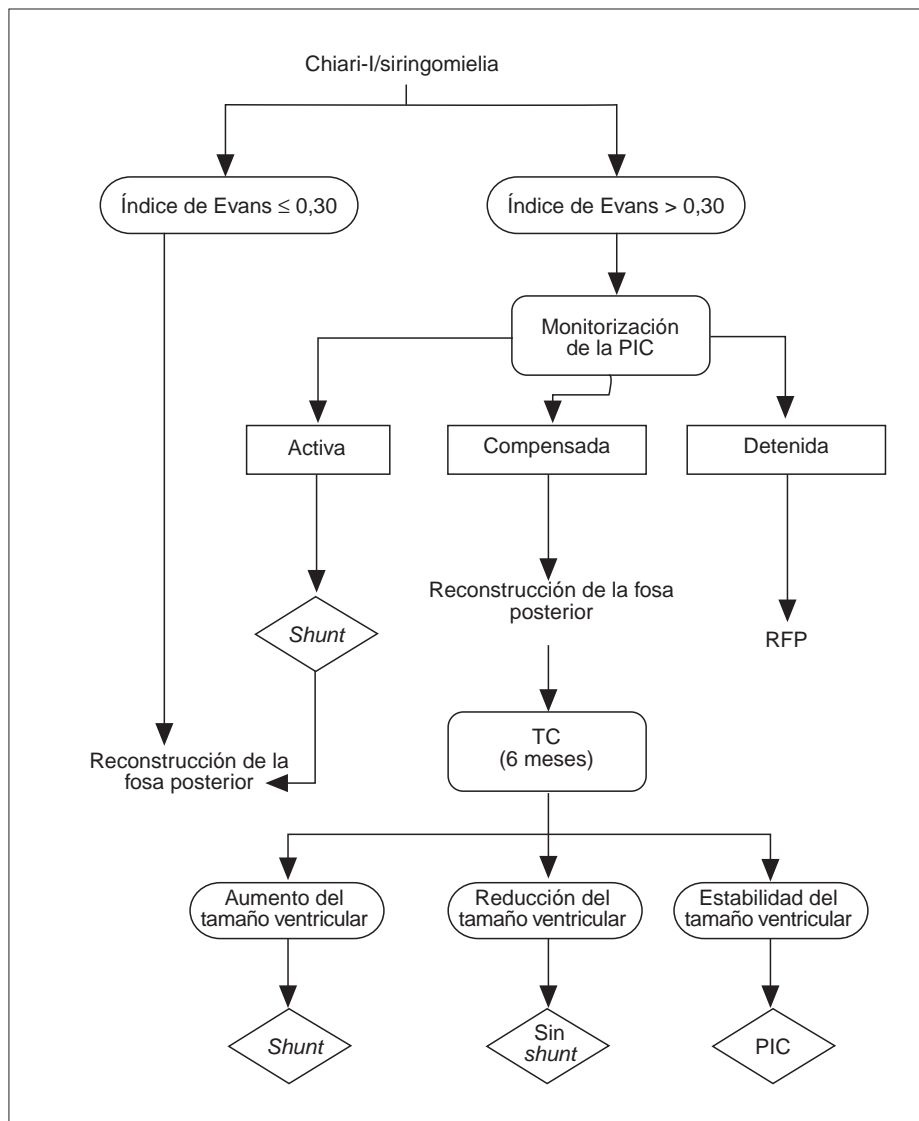 Chiari-I/siringomielia
Índice de Evans ≤ 0,30
Índice de Evans > 0,30
Monitorización
de la PIC
Activa
Compensada
Detenida
Reconstrucción de la fosa
posterior
Shunt
RFP
TC
(6 meses)
Reconstrucción de la
fosa posterior
Aumento del
tamaño ventricular
Reducción del
tamaño ventricular
Estabilidad del
tamaño ventricular
Shunt
Sin
shunt
PIC